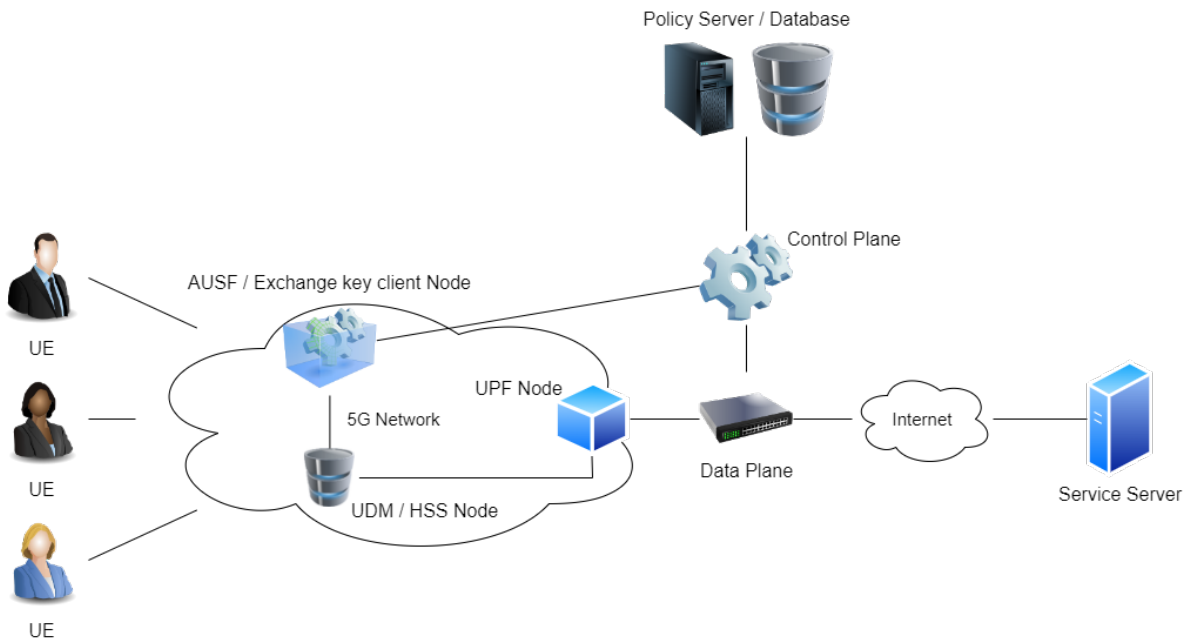 Policy Server / Database
Control Plane
AUSF / Exchange key client Node
UE
UPF Node
5G Network
Internet
Data Plane
UE
Service Server
UDM / HSS Node
UE